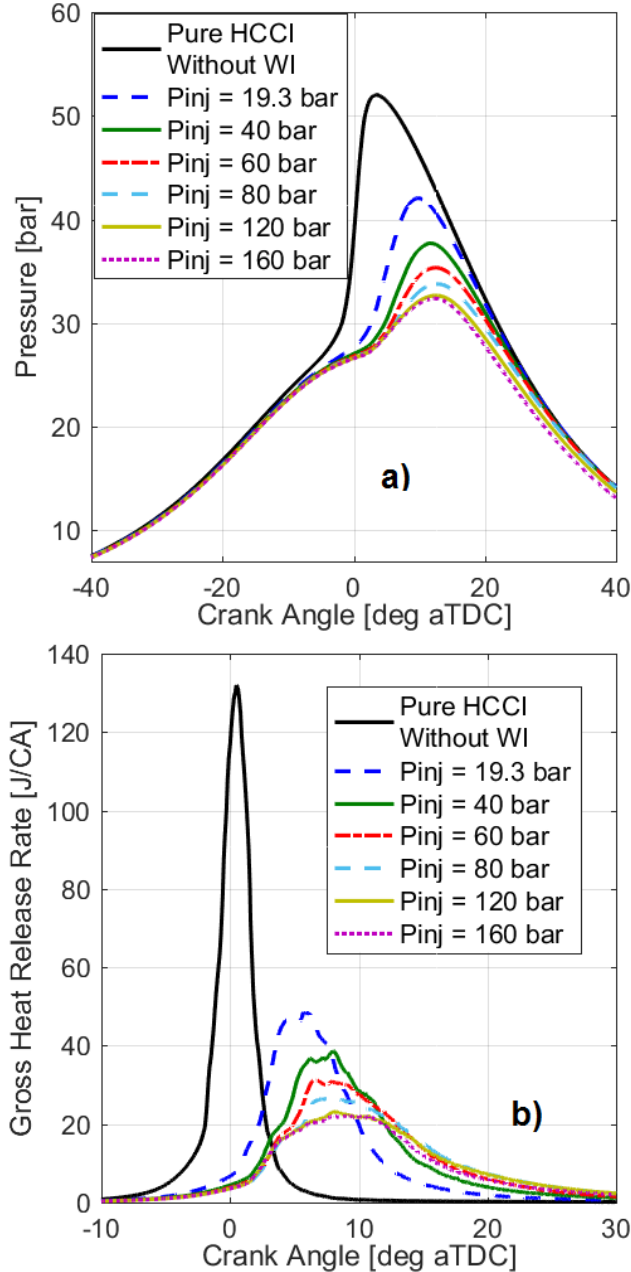 60
50
40
30
20
10
Pressure [bar]
Pure HCCI
Without WI
Pinj = 19.3 bar
Pinj = 40 bar
Pinj = 60 bar
Pinj = 80 bar
Pinj = 120 bar
Pinj = 160 bar
a)
-40
-20
0
20
40
Crank Angle [deg aTDC]
140
120
100
80
60
40
20
0
Gross Heat Release Rate [J/CA]
Pure HCCI
Without WI
Pinj = 19.3 bar
Pinj = 40 bar
Pinj = 60 bar
Pinj = 80 bar
Pinj = 120 bar
Pinj = 160 bar
b)
-10
0
10
20
30
Crank Angle [deg aTDC]